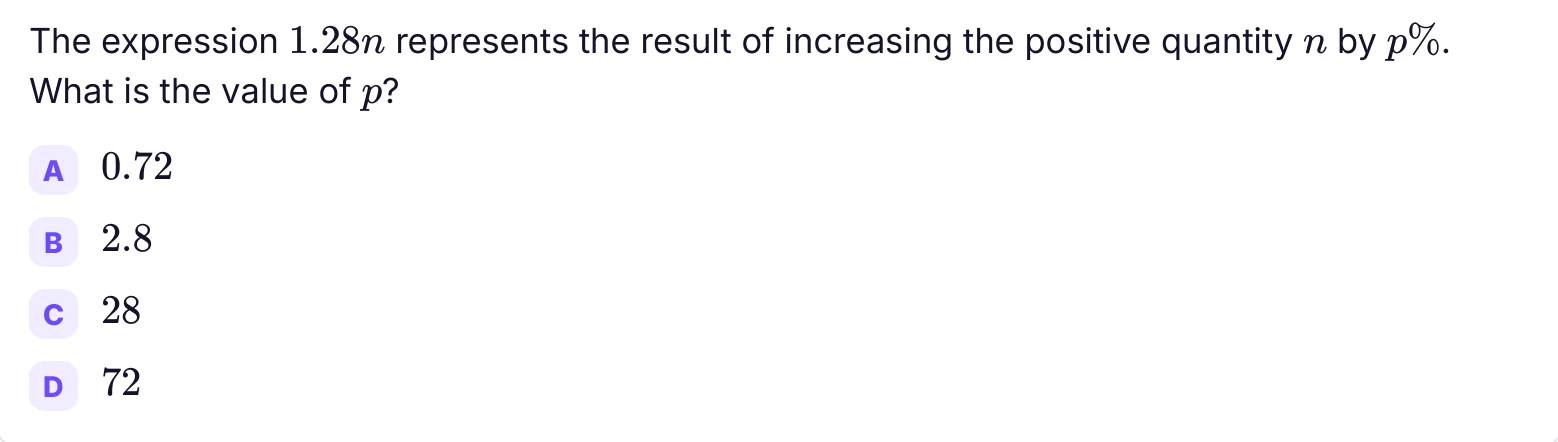 The expression 1.28n represents the result of increasing the positive quantity n by p%.
What is the value of p?
A 0.72
B 2.8
C 28
D 72